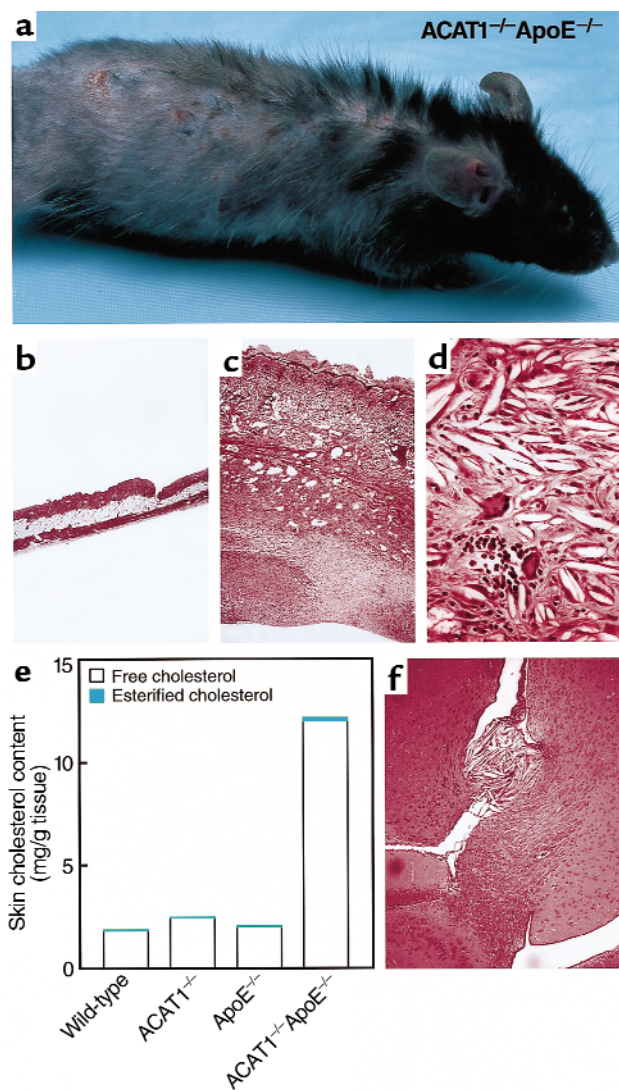 a
ACAT1⁻/⁻ApoE⁻/⁻
b
c
d
e
15
10
5
0
Skin cholesterol content
(mg/g tissue)
Free cholesterol
Esterified cholesterol
Wild-type
ACAT1⁻/⁻
ApoE⁻/⁻
ACAT1⁻/⁻ApoE⁻/⁻
f